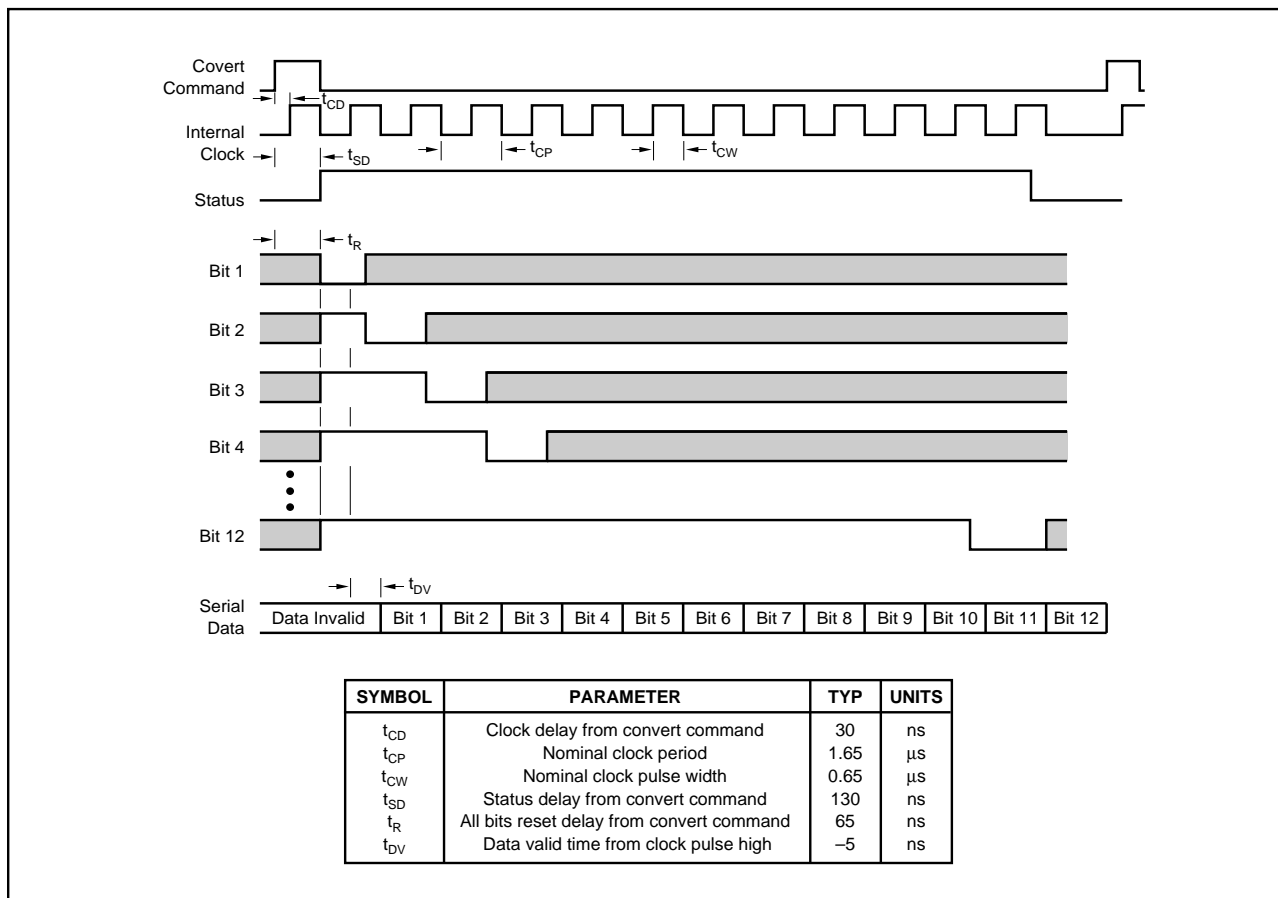 Covert
Command
tCD
Internal
Clock
tCP
tCW
tSD
Status
tR
Bit 1
Bit 2
Bit 3
Bit 4
Bit 12
tDV
Serial
Data
Data Invalid Bit 1 Bit 2 Bit 3 Bit 4 Bit 5 Bit 6 Bit 7 Bit 8 Bit 9 Bit 10 Bit 11 Bit 12
SYMBOL PARAMETER TYP UNITS
tCD Clock delay from convert command 30 ns
tCP Nominal clock period 1.65 μs
tCW Nominal clock pulse width 0.65 μs
tSD Status delay from convert command 130 ns
tR All bits reset delay from convert command 65 ns
tDV Data valid time from clock pulse high –5 ns